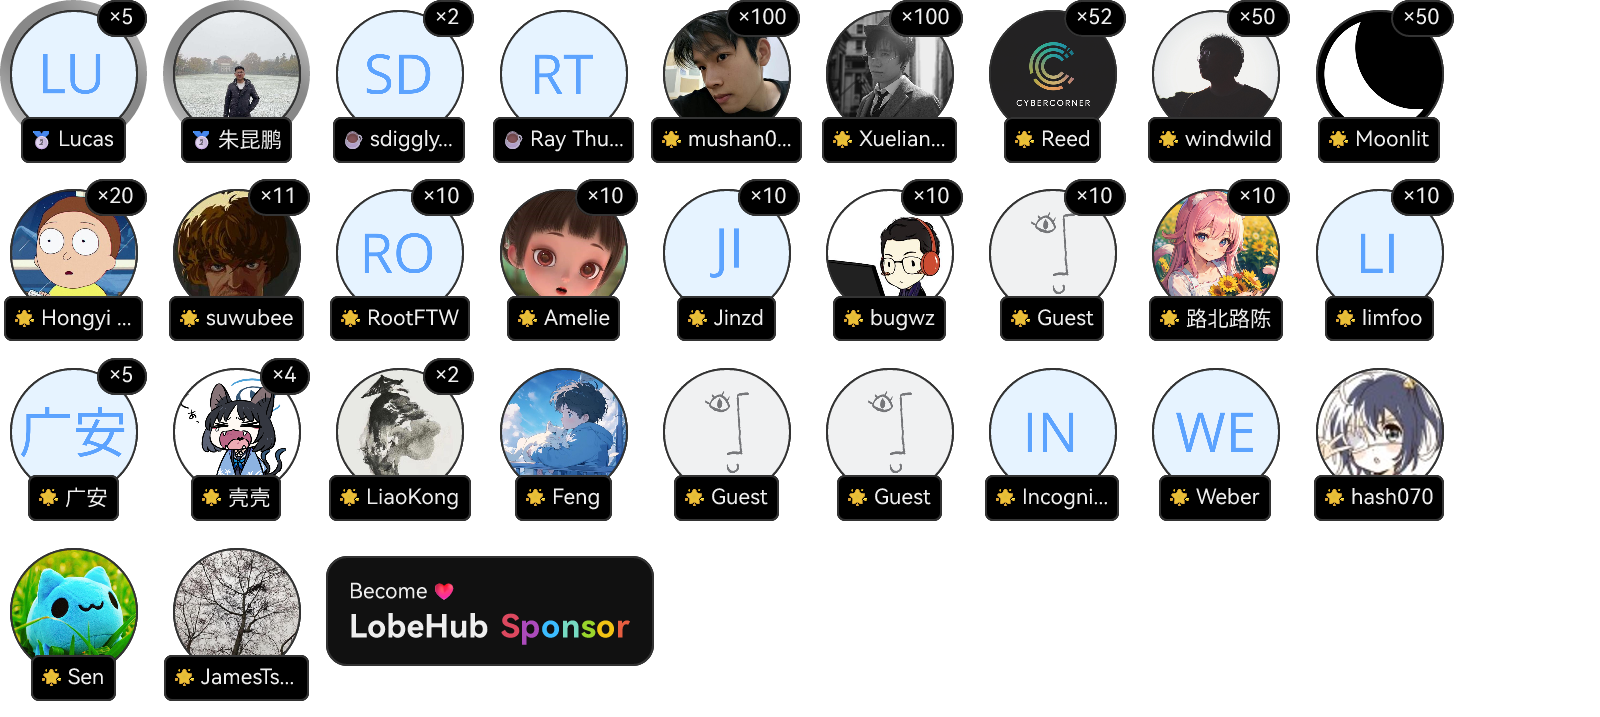 ×5
LU
Lucas
朱昆鹏
×2
SD
sdiggly...
RT
Ray Thu...
×100
mushan0...
×100
Xuelian...
×52
CYBERCORNER
Reed
×50
windwild
×50
Moonlit
×20
Hongyi ...
×11
suwubee
×10
RO
RootFTW
×10
Amelie
×10
JI
Jinzd
×10
bugwz
×10
Guest
×10
路北路陈
×10
LI
limfoo
×5
广安
广安
×4
壳壳
×2
LiaoKong
Feng
Guest
Guest
IN
Incogni...
WE
Weber
hash070
Sen
JamesTs...
Become
LobeHub Sponsor